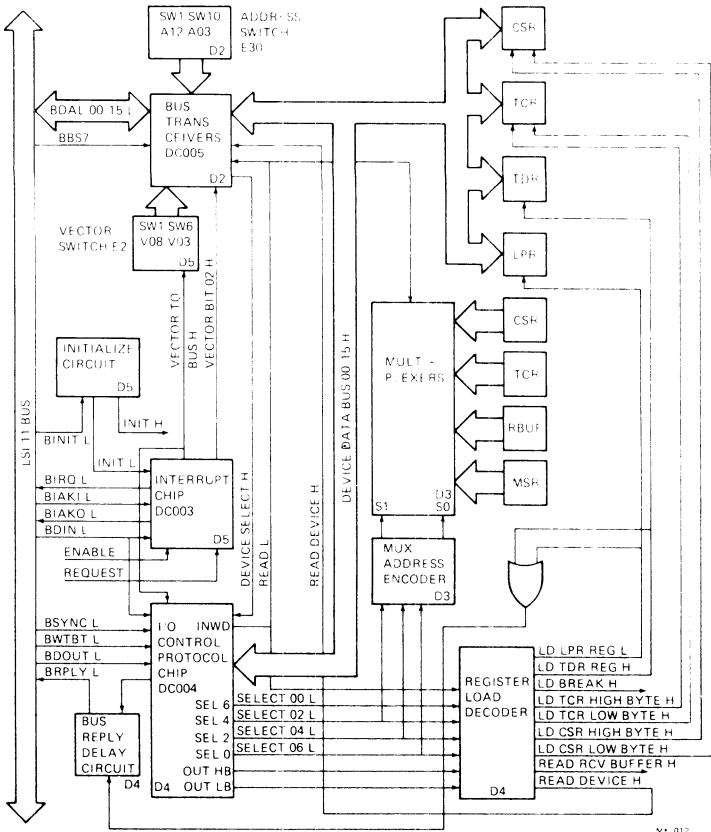 SW1 SW10
A12 A03
D2
ADDRESS
SWITCH
E30
BDAL 00 15 L
BBS7
BUS
TRANS
CEIVERS
DC005
D2
VECTOR
SWITCH E2
SW1 SW6
V08 V03
D5
VECTOR TO
BUS H
VECTOR BIT 02 H
INITIALIZE
CIRCUIT
D5
LSI 11 BUS
BINIT L
INIT H
INIT L
BIRQ L
BIAKI L
BIAKO L
BDIN L
INTERRUPT
CHIP
DC003
D5
ENABLE
REQUEST
DEVICE SELECT H
READ L
READ DEVICE H
DEVICE DATA BUS 00 15 H
BSYNC L
BWTBT L
BDOUT L
BRPLY L
I/O
CONTROL
PROTOCOL
CHIP
DC004
INWD
SEL 6
SEL 4
SEL 2
SEL 0
OUT HB
OUT LB
D4
SELECT 00 L
SELECT 02 L
SELECT 04 L
SELECT 06 L
BUS
REPLY
DELAY
CIRCUIT
D4
CSR
TCR
TDR
LPR
MULTI -
PLEXERS
D3
S1
S0
CSR
TCR
RBUF
MSR
MUX
ADDRESS
ENCODER
D3
REGISTER
LOAD
DECODER
D4
LD LPR REG L
LD TDR REG H
LD BREAK H
LD TCR HIGH BYTE H
LD TCR LOW BYTE H
LD CSR HIGH BYTE H
LD CSR LOW BYTE H
READ RCV BUFFER H
READ DEVICE H